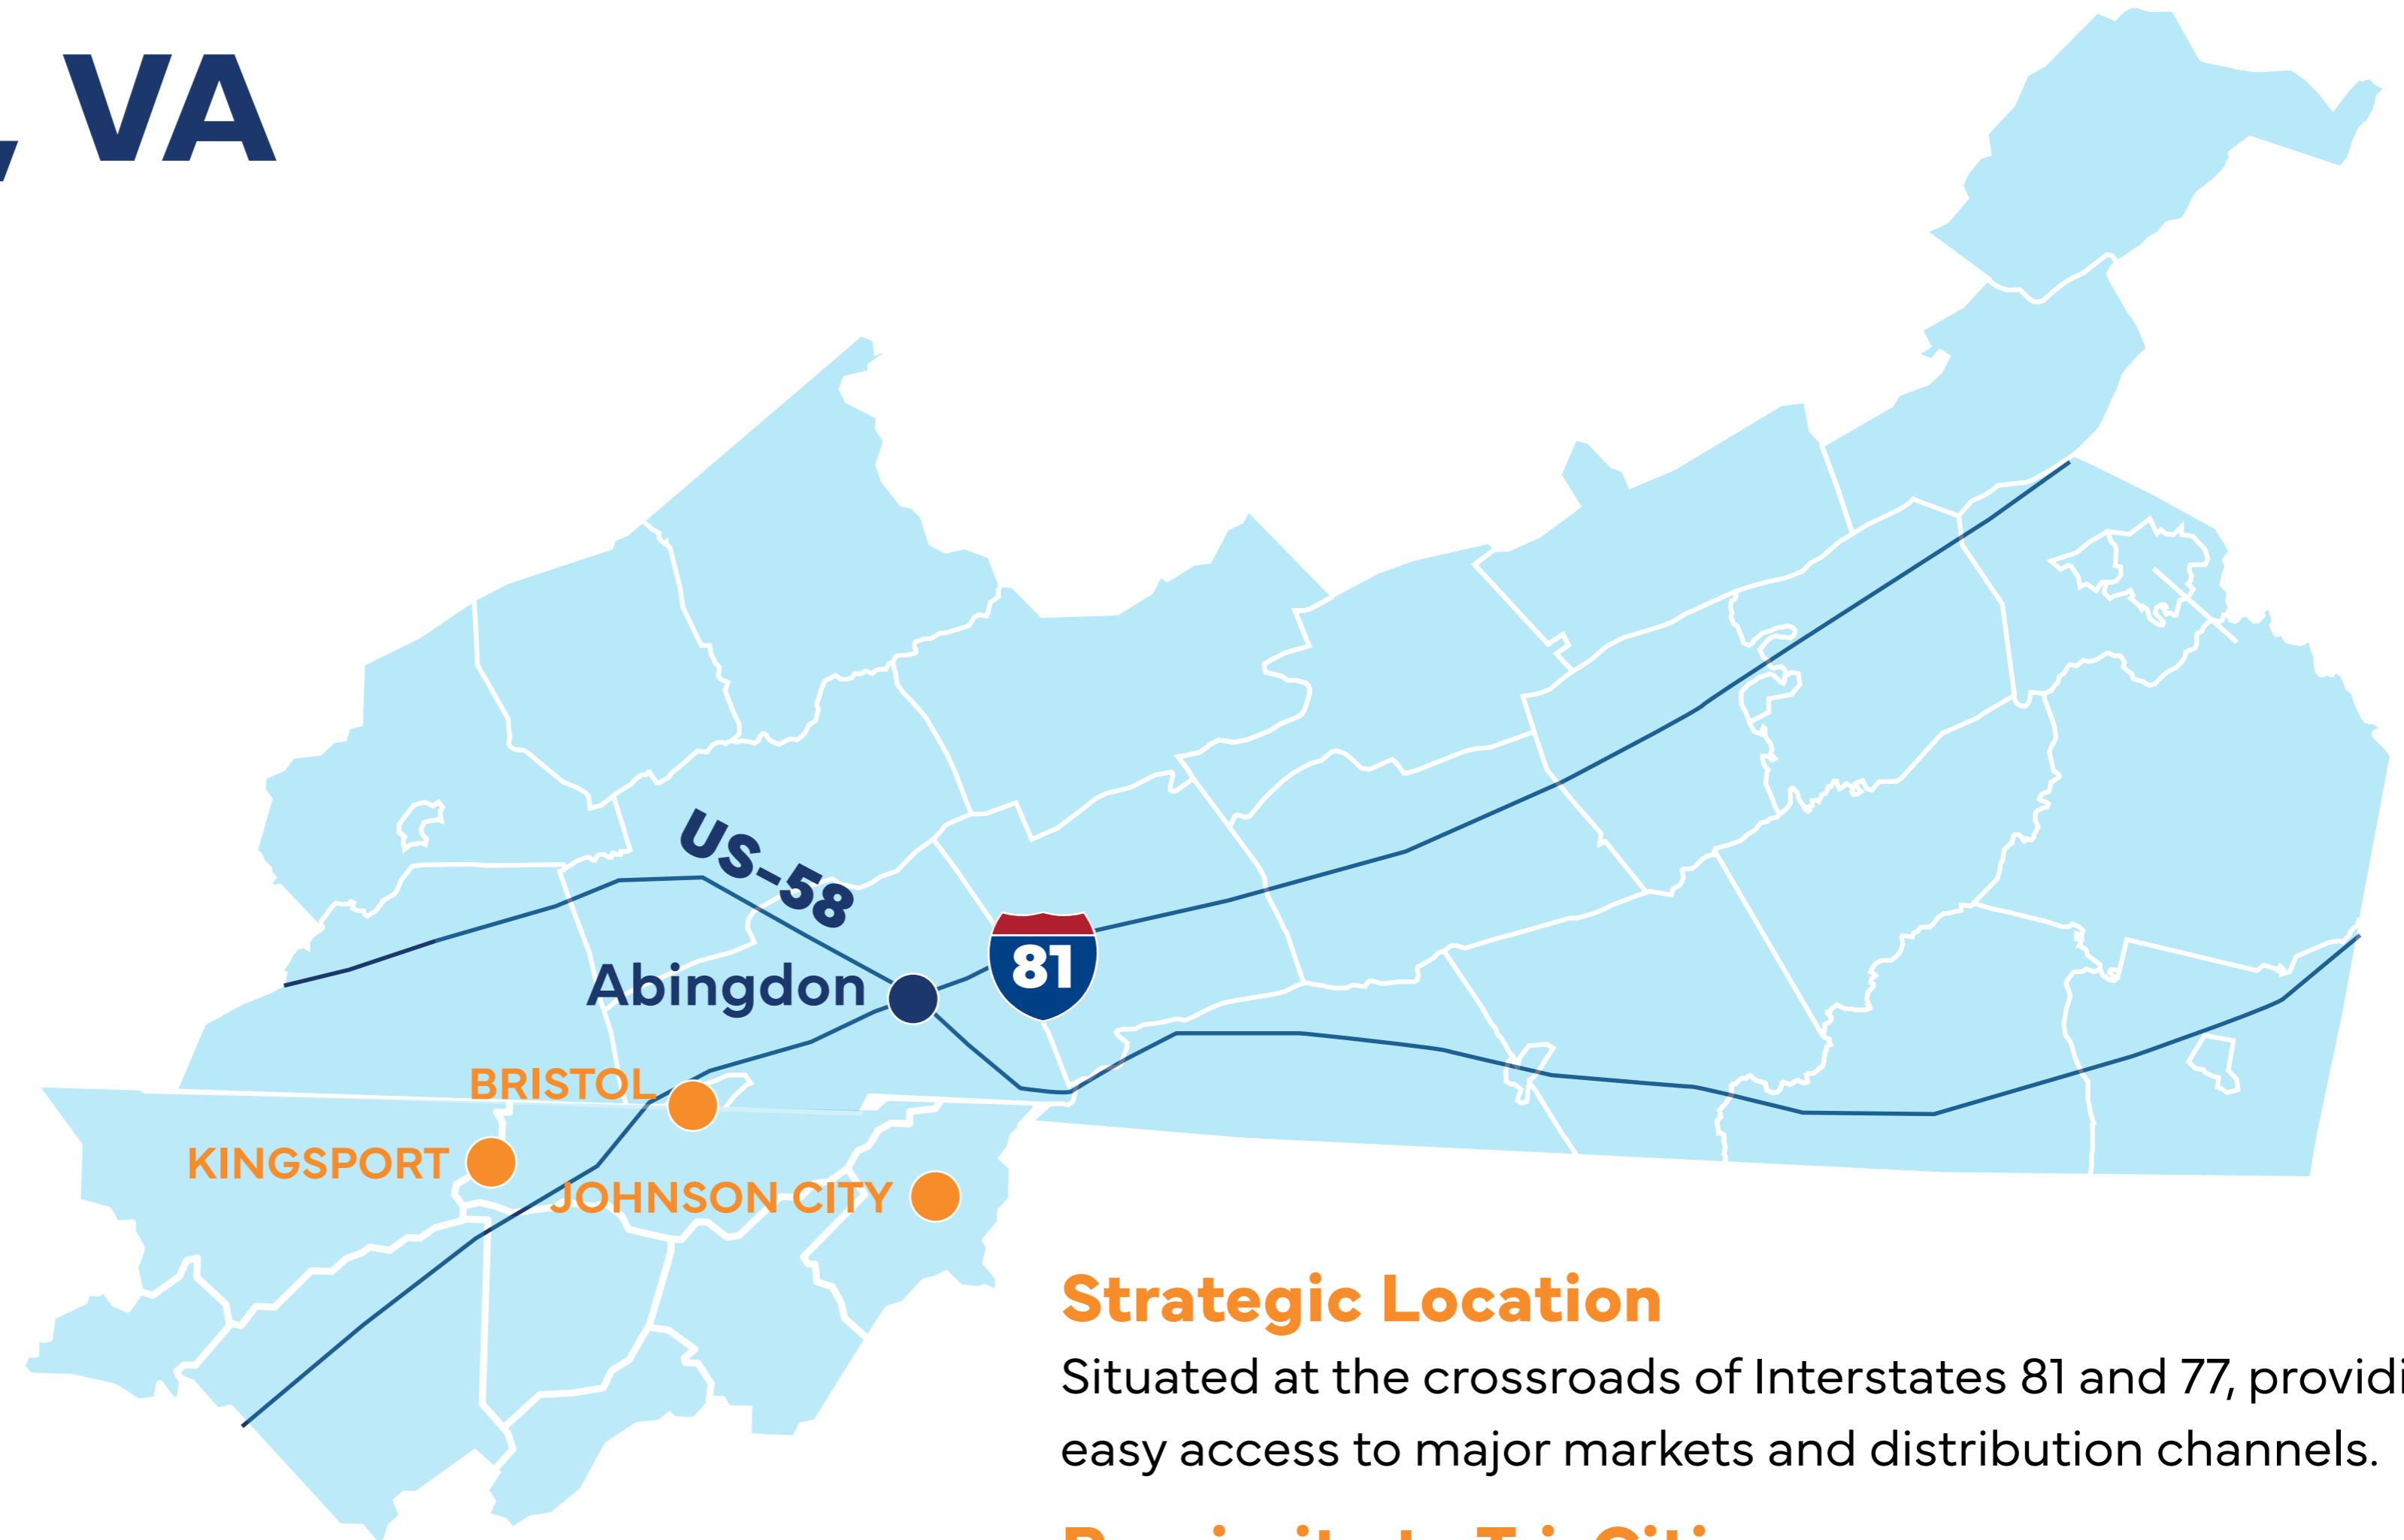 , VA
US-58
81
Abingdon
BRISTOL
KINGSPORT
JOHNSON CITY
Strategic Location
Situated at the crossroads of Interstates 81 and 77,
easy access to major markets and distribution channels.